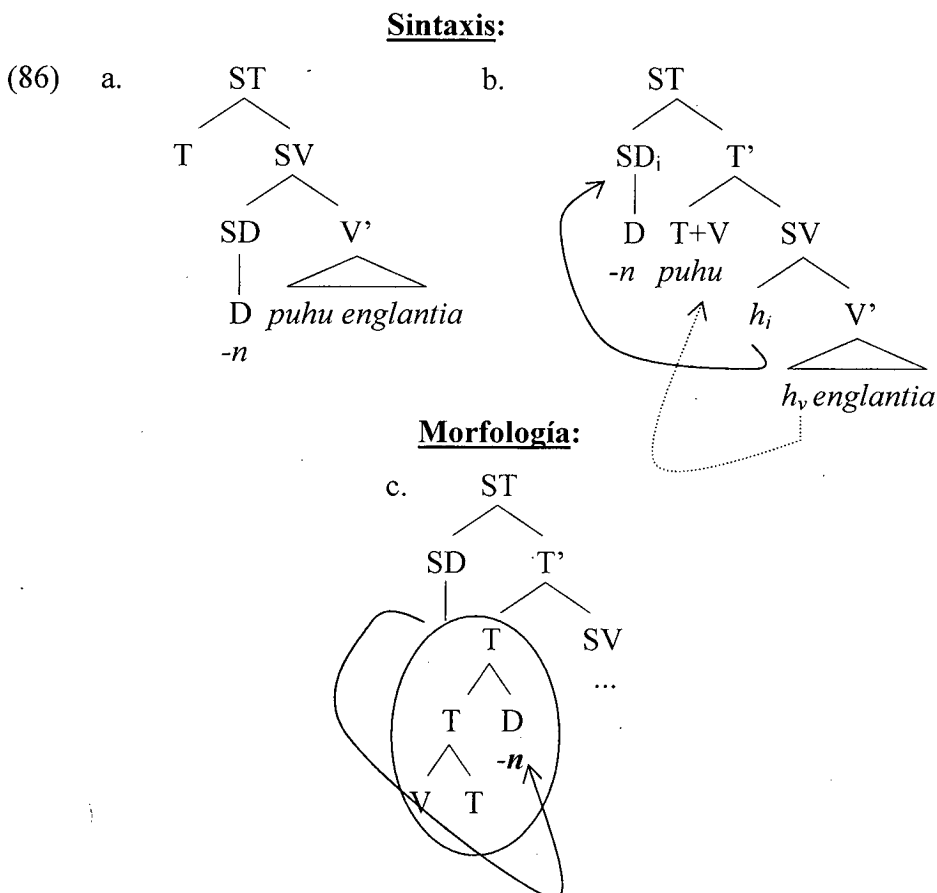 Sintaxis:
(86) a. ST b. ST
T SV SDᵢ T’
SD V’ D T+V SV
-n puhu
D puhu englantia hᵢ V’
-n
hᵥ englantia
Morfología:
c. ST
SD T’
T SV
...
T D
-n
V T